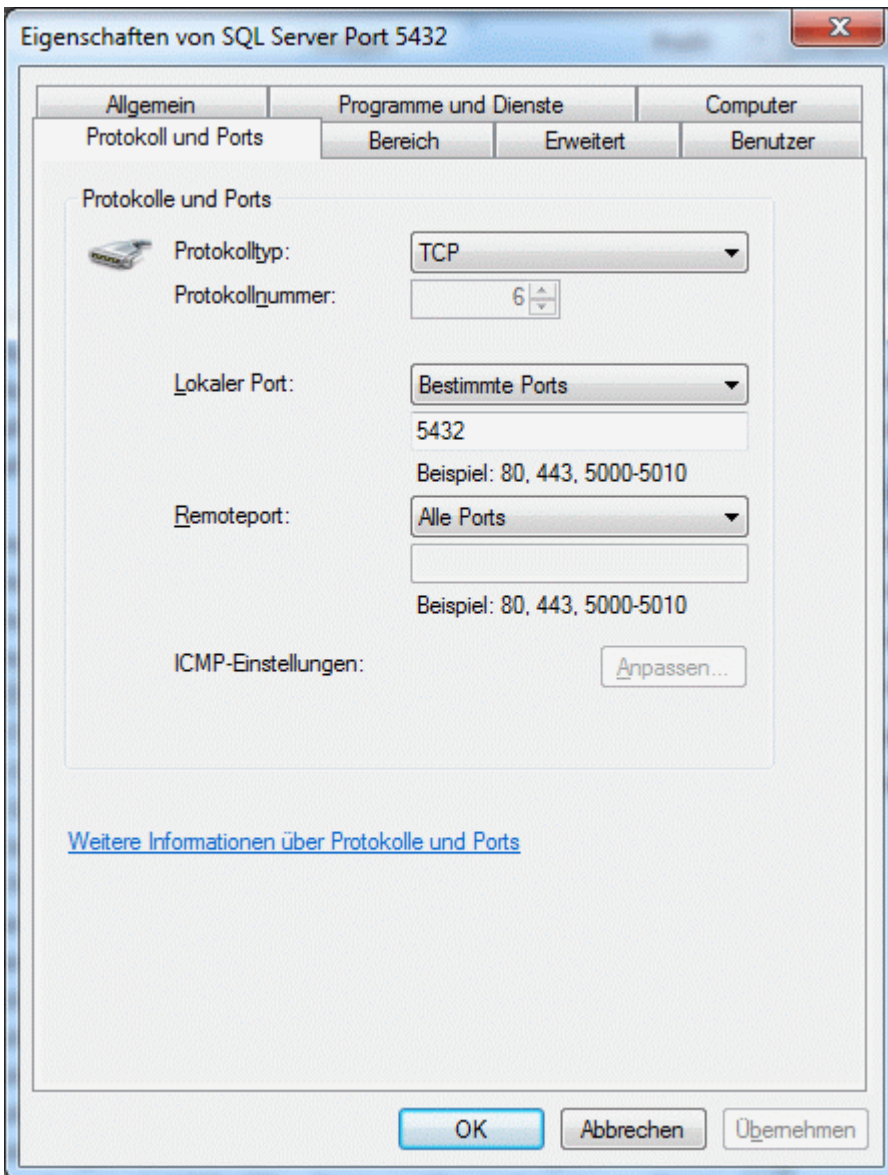 Eigenschaften von SQL Server Port 5432
Allgemein Programme und Dienste Computer
Protokoll und Ports Bereich Erweitert Benutzer
Protokolle und Ports
Protokolltyp: TCP
Protokollnummer: 6
Lokaler Port: Bestimmte Ports
5432
Beispiel: 80, 443, 5000-5010
Remoteport: Alle Ports
Beispiel: 80, 443, 5000-5010
ICMP-Einstellungen: Anpassen...
Weitere Informationen über Protokolle und Ports
OK Abbrechen Übernehmen